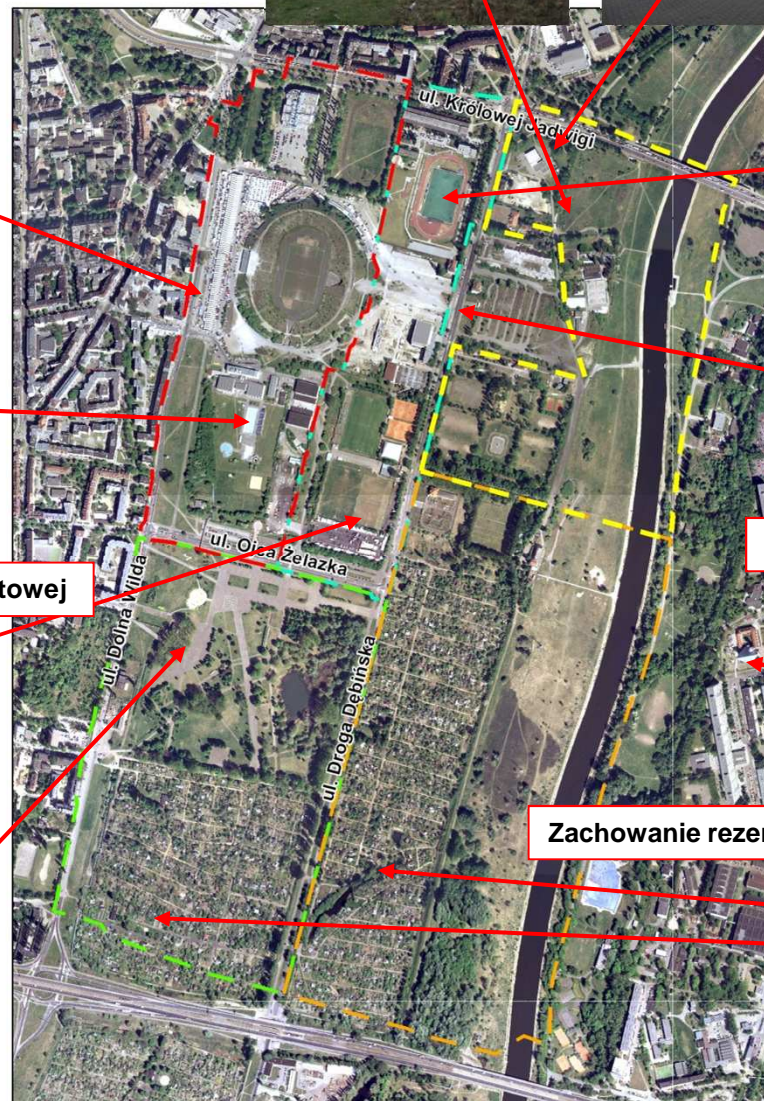 ul. Królowej Jadwigi
ul. Ojca Żelazka
towej
ul. Dolna Wilda
ul. Droga Dębińska
Zachowanie rezer